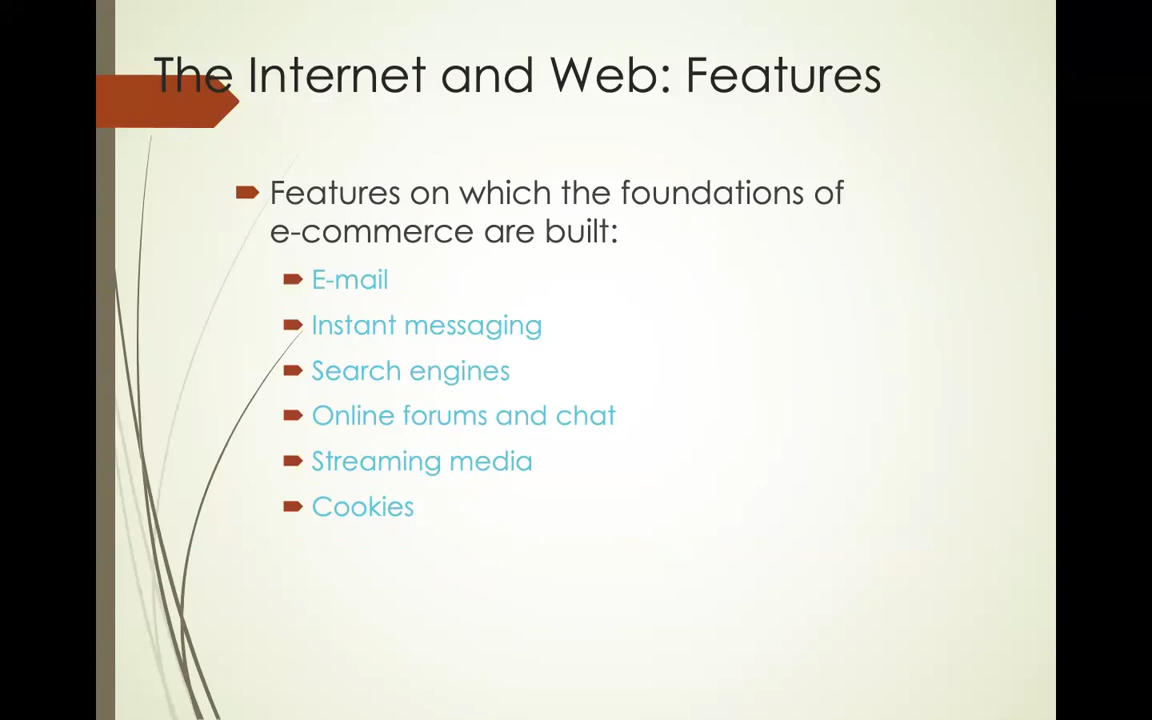 The Internet and Web: Features
Features on which the foundations of
e-commerce are built:
E-mail
Instant messaging
Search engines
Online forums and chat
Streaming media
Cookies